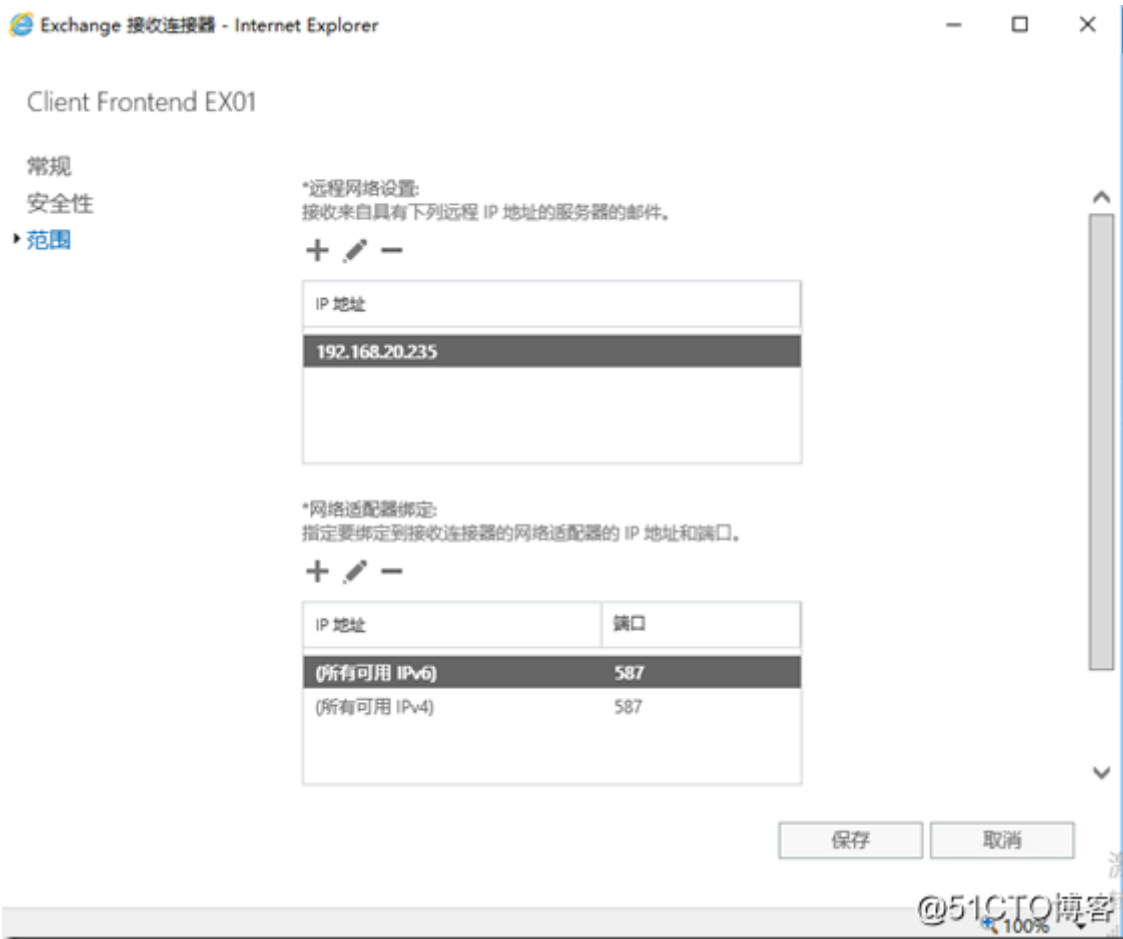 Exchange 接收连接器 - Internet Explorer
Client Frontend EX01
常规
安全性
范围
*远程网络设置:
接收来自具有下列远程 IP 地址的服务器的邮件。
IP 地址
192.168.20.235
*网络适配器绑定:
指定要绑定到接收连接器的网络适配器的 IP 地址和端口。
IP 地址 端口
(所有可用 IPv6) 587
(所有可用 IPv4) 587
保存 取消
@51CTO博客
100%